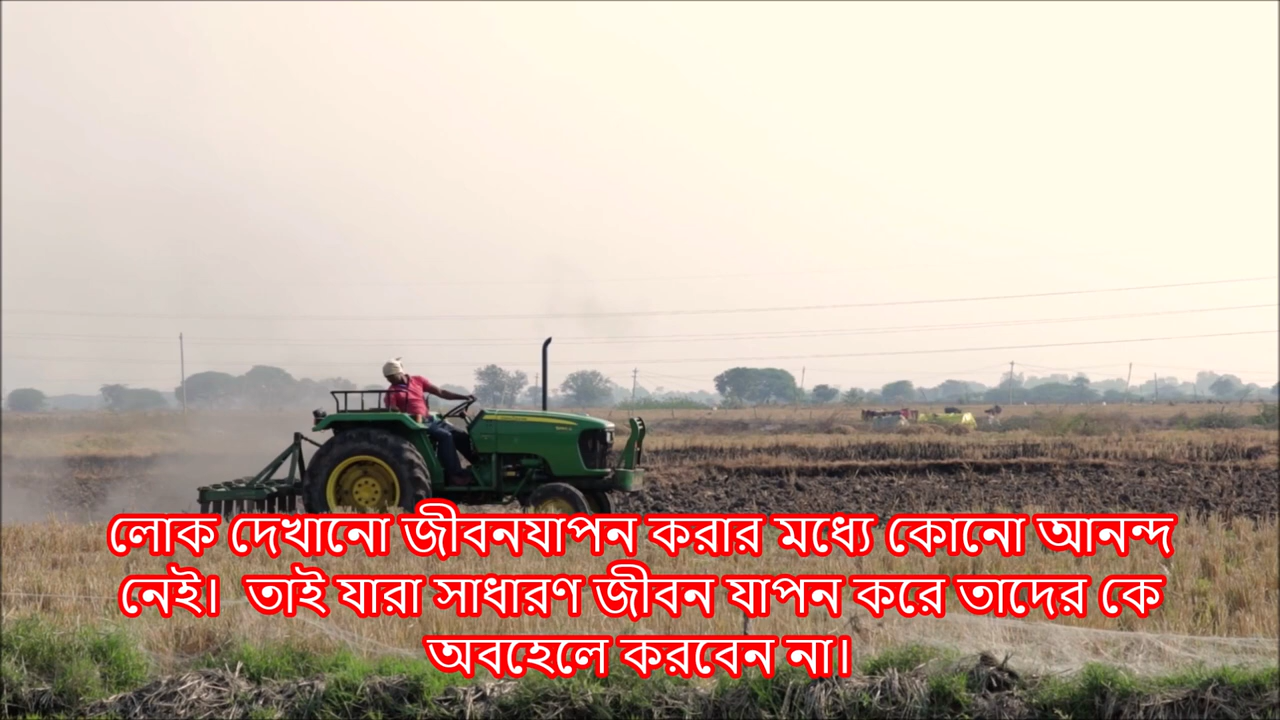 লোক দেখানো জীবনযাপন করার মধ্যে কোনো আনন্দ
নেই।  তাই যারা সাধারণ জীবন যাপন করে তাদের কে
অবহেলে করবেন না।